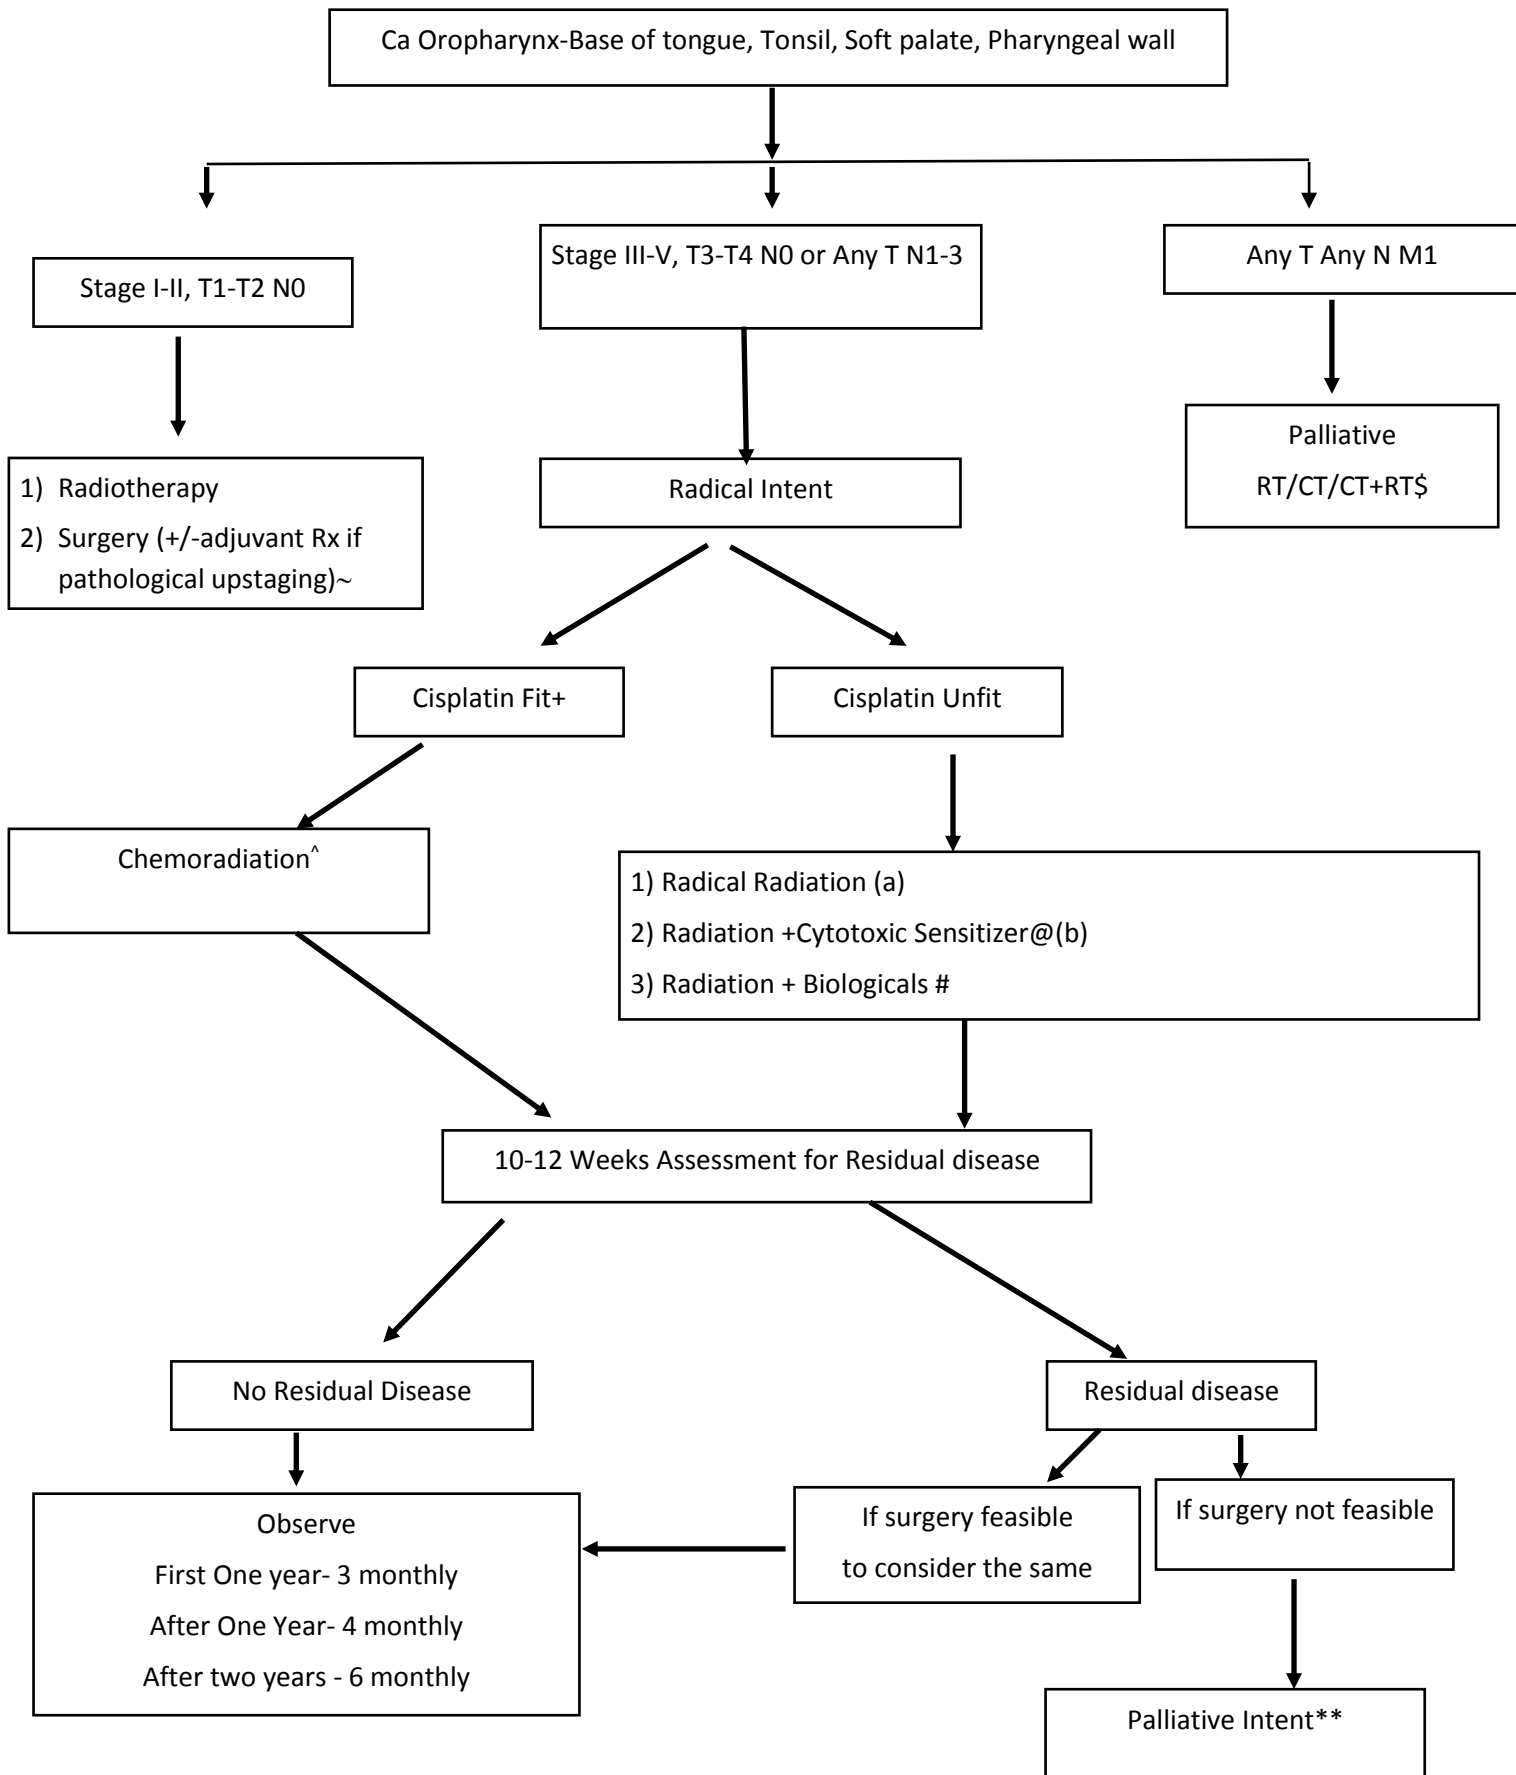 Ca Oropharynx-Base of tongue, Tonsil, Soft palate, Pharyngeal wall
Stage I-II, T1-T2 N0
Stage III-V, T3-T4 N0 or Any T N1-3
Any T Any N M1
1) Radiotherapy
2) Surgery (+/-adjuvant Rx if
pathological upstaging)~
Radical Intent
Palliative
RT/CT/CT+RT$
Cisplatin Fit+
Cisplatin Unfit
Chemoradiation^
1) Radical Radiation (a)
2) Radiation +Cytotoxic Sensitizer@(b)
3) Radiation + Biologicals #
10-12 Weeks Assessment for Residual disease
No Residual Disease
Residual disease
Observe
First One year- 3 monthly
After One Year- 4 monthly
After two years - 6 monthly
If surgery feasible
to consider the same
If surgery not feasible
Palliative Intent**